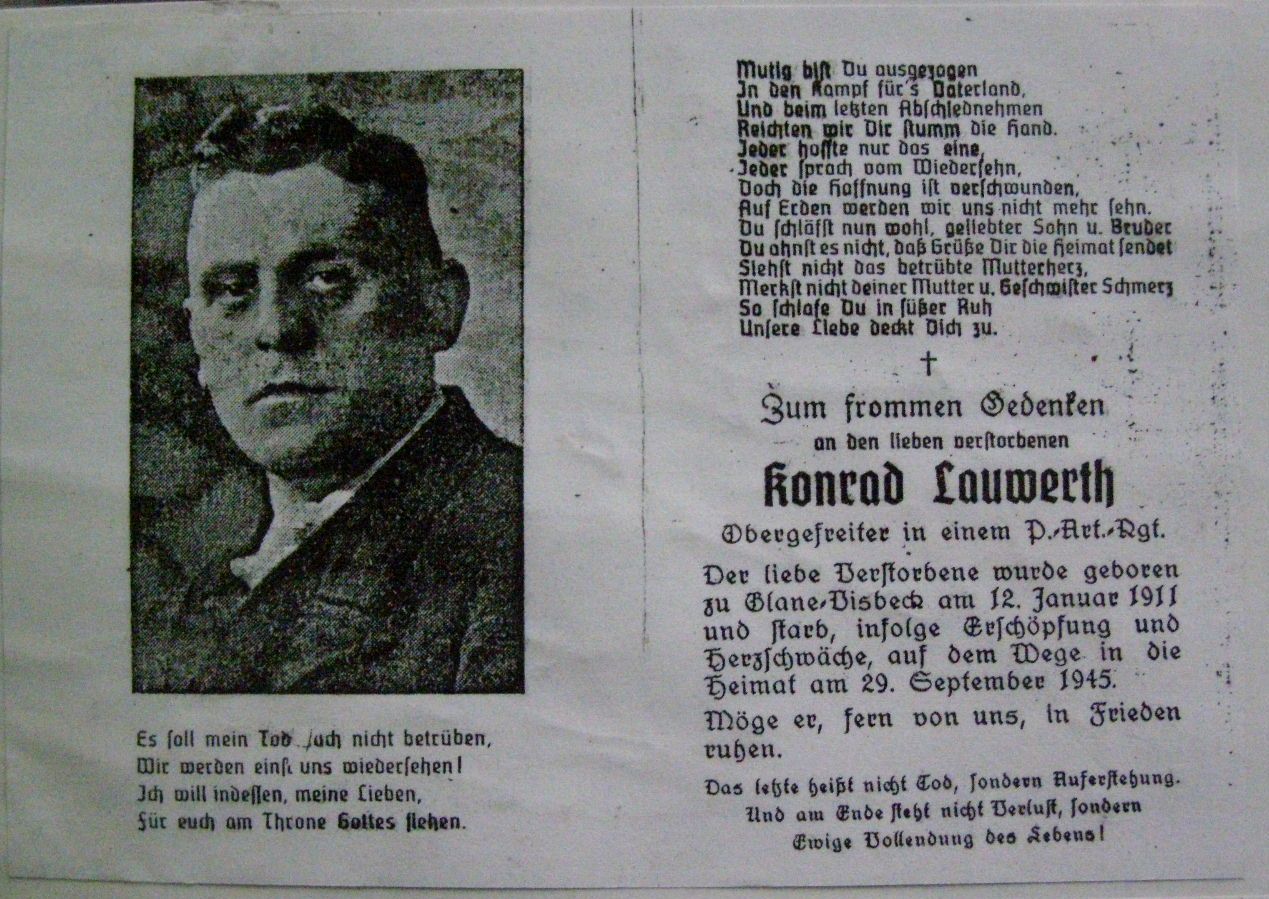 Es soll mein Tod euch nicht betrüben,
Wir werden einst uns wiedersehen!
Ich will indessen, meine Lieben,
Für euch am Throne Gottes flehen.
Mutig bist Du ausgezogen
In den Kampf für's Vaterland,
Und beim letzten Abschiednehmen
Reichten wir Dir stumm die Hand.
Jeder hoffte nur das eine,
Jeder sprach vom Wiedersehn,
Doch die Hoffnung ist verschwunden,
Auf Erden werden wir uns nicht mehr sehn.
Du schläfst nun wohl, geliebter Sohn u. Bruder
Du ahnst es nicht, daß Grüße Dir die Heimat sendet
Siehst nicht das betrübte Mutterherz,
Merkst nicht deiner Mutter u. Geschwister Schmerz
So schlafe Du in süßer Ruh
Unsere Liebe deckt Dich zu.
†
Zum frommen Gedenken
an den lieben verstorbenen
Konrad Lauwerth
Obergefreiter in einem P.-Art.-Rgt.
Der liebe Verstorbene wurde geboren
zu Glane-Visbeck am 12. Januar 1911
und starb, infolge Erschöpfung und
Herzschwäche, auf dem Wege in die
Heimat am 29. September 1945.
Möge er, fern von uns, in Frieden
ruhen.
Das letzte heißt nicht Tod, sondern Auferstehung.
Und am Ende steht nicht Verlust, sondern
Ewige Vollendung des Lebens!